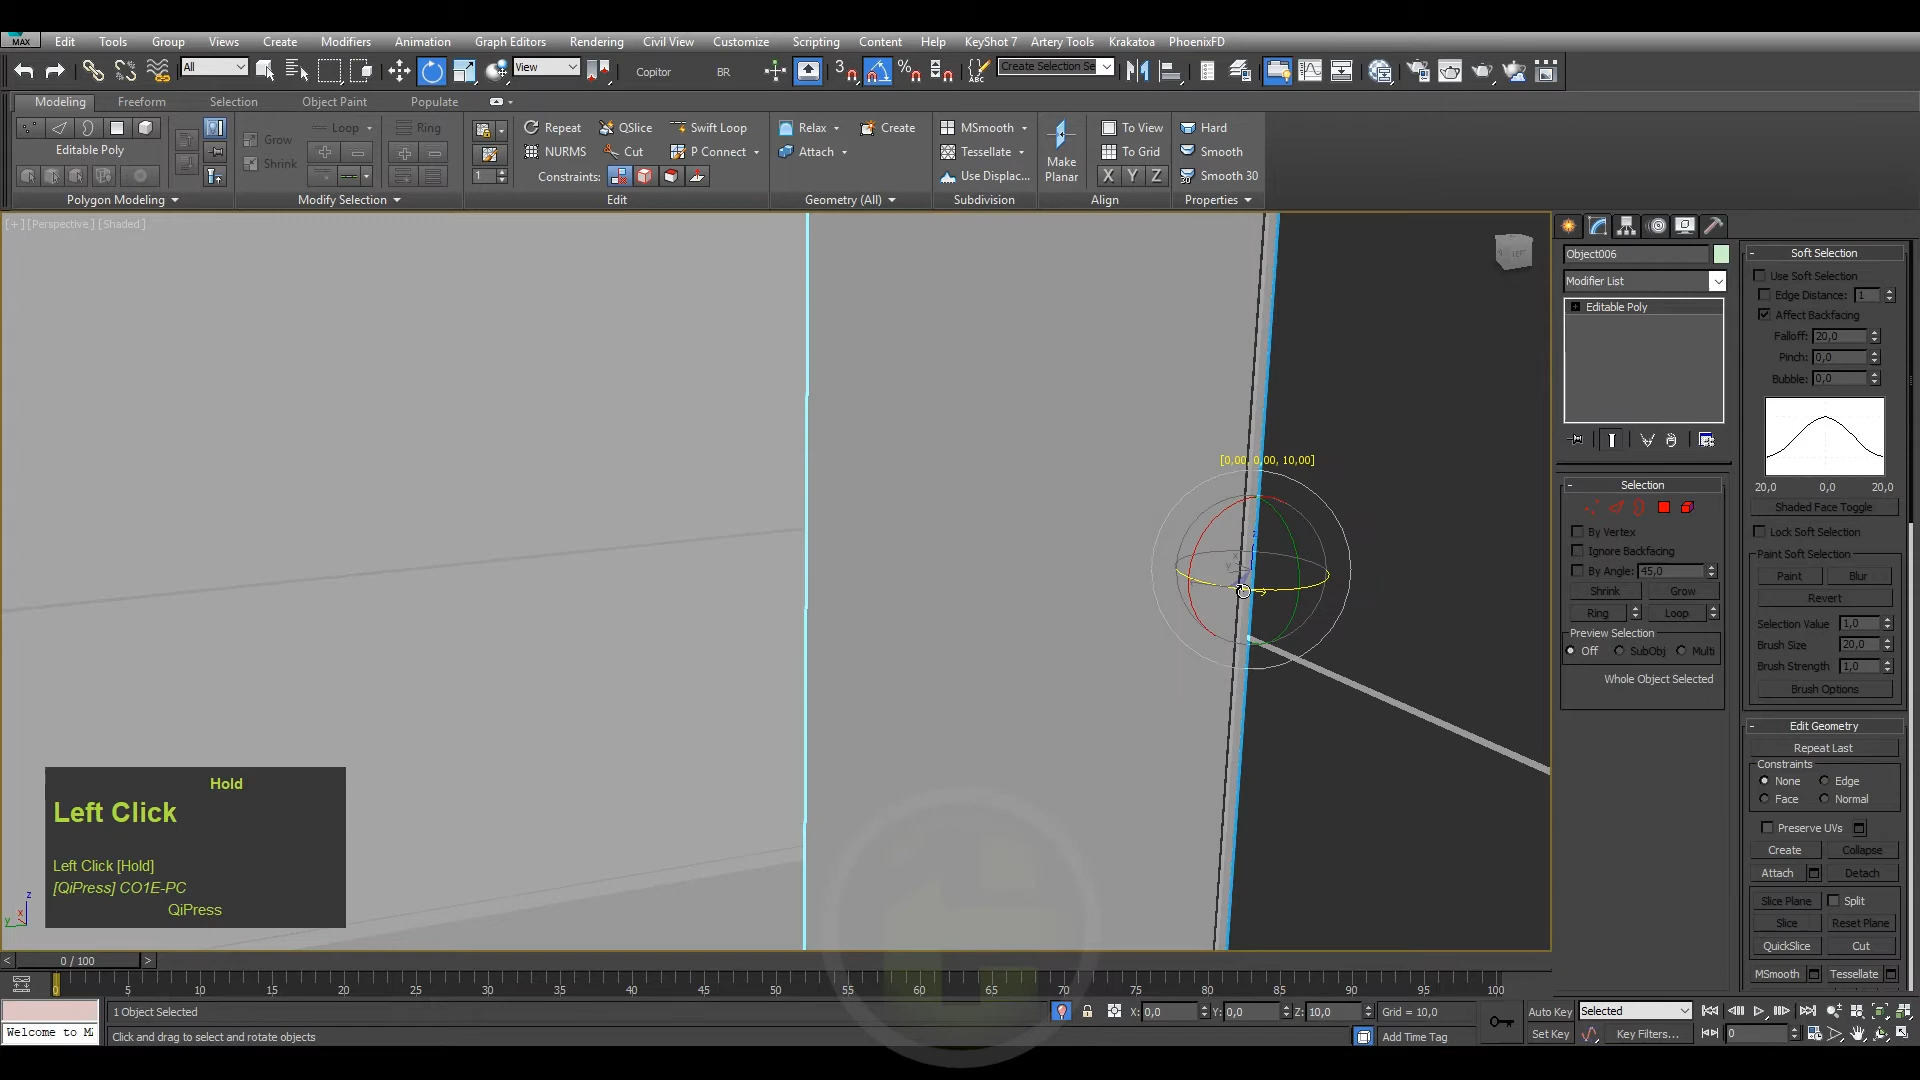 MAX Edit Tools Group Views Create Modifiers Animation Graph Editors Rendering Civil View Customize Scripting Content Help KeyShot 7 Artery Tools Krakatoa PhoenixFD
All View Copitor BR 3 % ABC Create Selection Se
Modeling Freeform Selection Object Paint Populate
Loop Ring Repeat QSlice Swift Loop Relax Create MSmooth To View Hard
Editable Poly Grow NURMS Cut P Connect Attach Tessellate Make Planar To Grid Smooth
Shrink 1 Constraints: Use Displac... X Y Z Smooth 30
Polygon Modeling Modify Selection Edit Geometry (All) Subdivision Align Properties
[+] [Perspective] [Shaded]
LEFT
[0,00, 0,00, 10,00]
Hold
Left Click
Left Click [Hold]
[QiPress] CO1E-PC
QiPress
z
x
y
Object006
Modifier List
Editable Poly
Selection
By Vertex
Ignore Backfacing
By Angle: 45,0
Shrink Grow
Ring Loop
Preview Selection
Off SubObj Multi
Whole Object Selected
Soft Selection
Use Soft Selection
Edge Distance: 1
Affect Backfacing
Falloff: 20,0
Pinch: 0,0
Bubble: 0,0
20,0 0,0 20,0
Shaded Face Toggle
Lock Soft Selection
Paint Soft Selection
Paint Blur
Revert
Selection Value 1,0
Brush Size 20,0
Brush Strength 1,0
Brush Options
Edit Geometry
Repeat Last
Constraints
None Edge
Face Normal
Preserve UVs
Create Collapse
Attach Detach
Slice Plane Split
Slice Reset Plane
QuickSlice Cut
MSmooth Tessellate
< 0 / 100 >
0 5 10 15 20 25 30 35 40 45 50 55 60 65 70 75 80 85 90 95 100
1 Object Selected X: 0,0 Y: 0,0 Z: 10,0 Grid = 10,0 Auto Key Selected
Welcome to Click and drag to select and rotate objects Add Time Tag Set Key Key Filters... 0